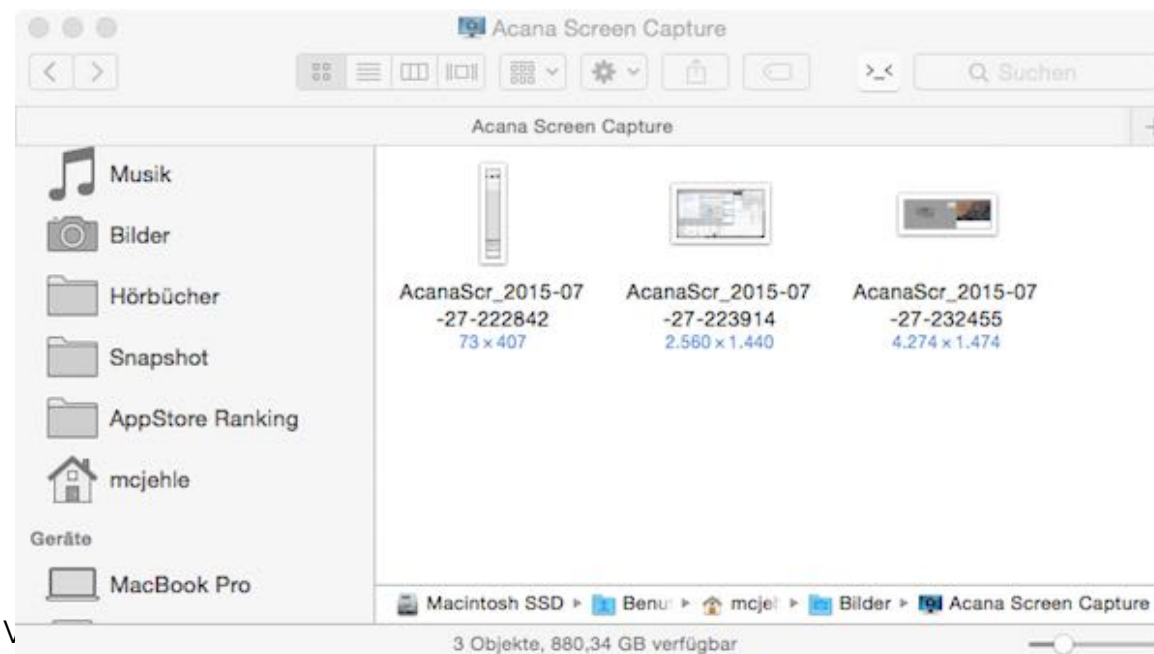 Acana Screen Capture
>_<
Suchen
Acana Screen Capture
Musik
Bilder
Hörbücher
Snapshot
AppStore Ranking
mcjehle
Geräte
MacBook Pro
AcanaScr_2015-07
-27-222842
73 × 407
AcanaScr_2015-07
-27-223914
2.560 × 1.440
AcanaScr_2015-07
-27-232455
4.274 × 1.474
Macintosh SSD ▸ Benu ▸ mcje ▸ Bilder ▸ Acana Screen Capture
3 Objekte, 880,34 GB verfügbar